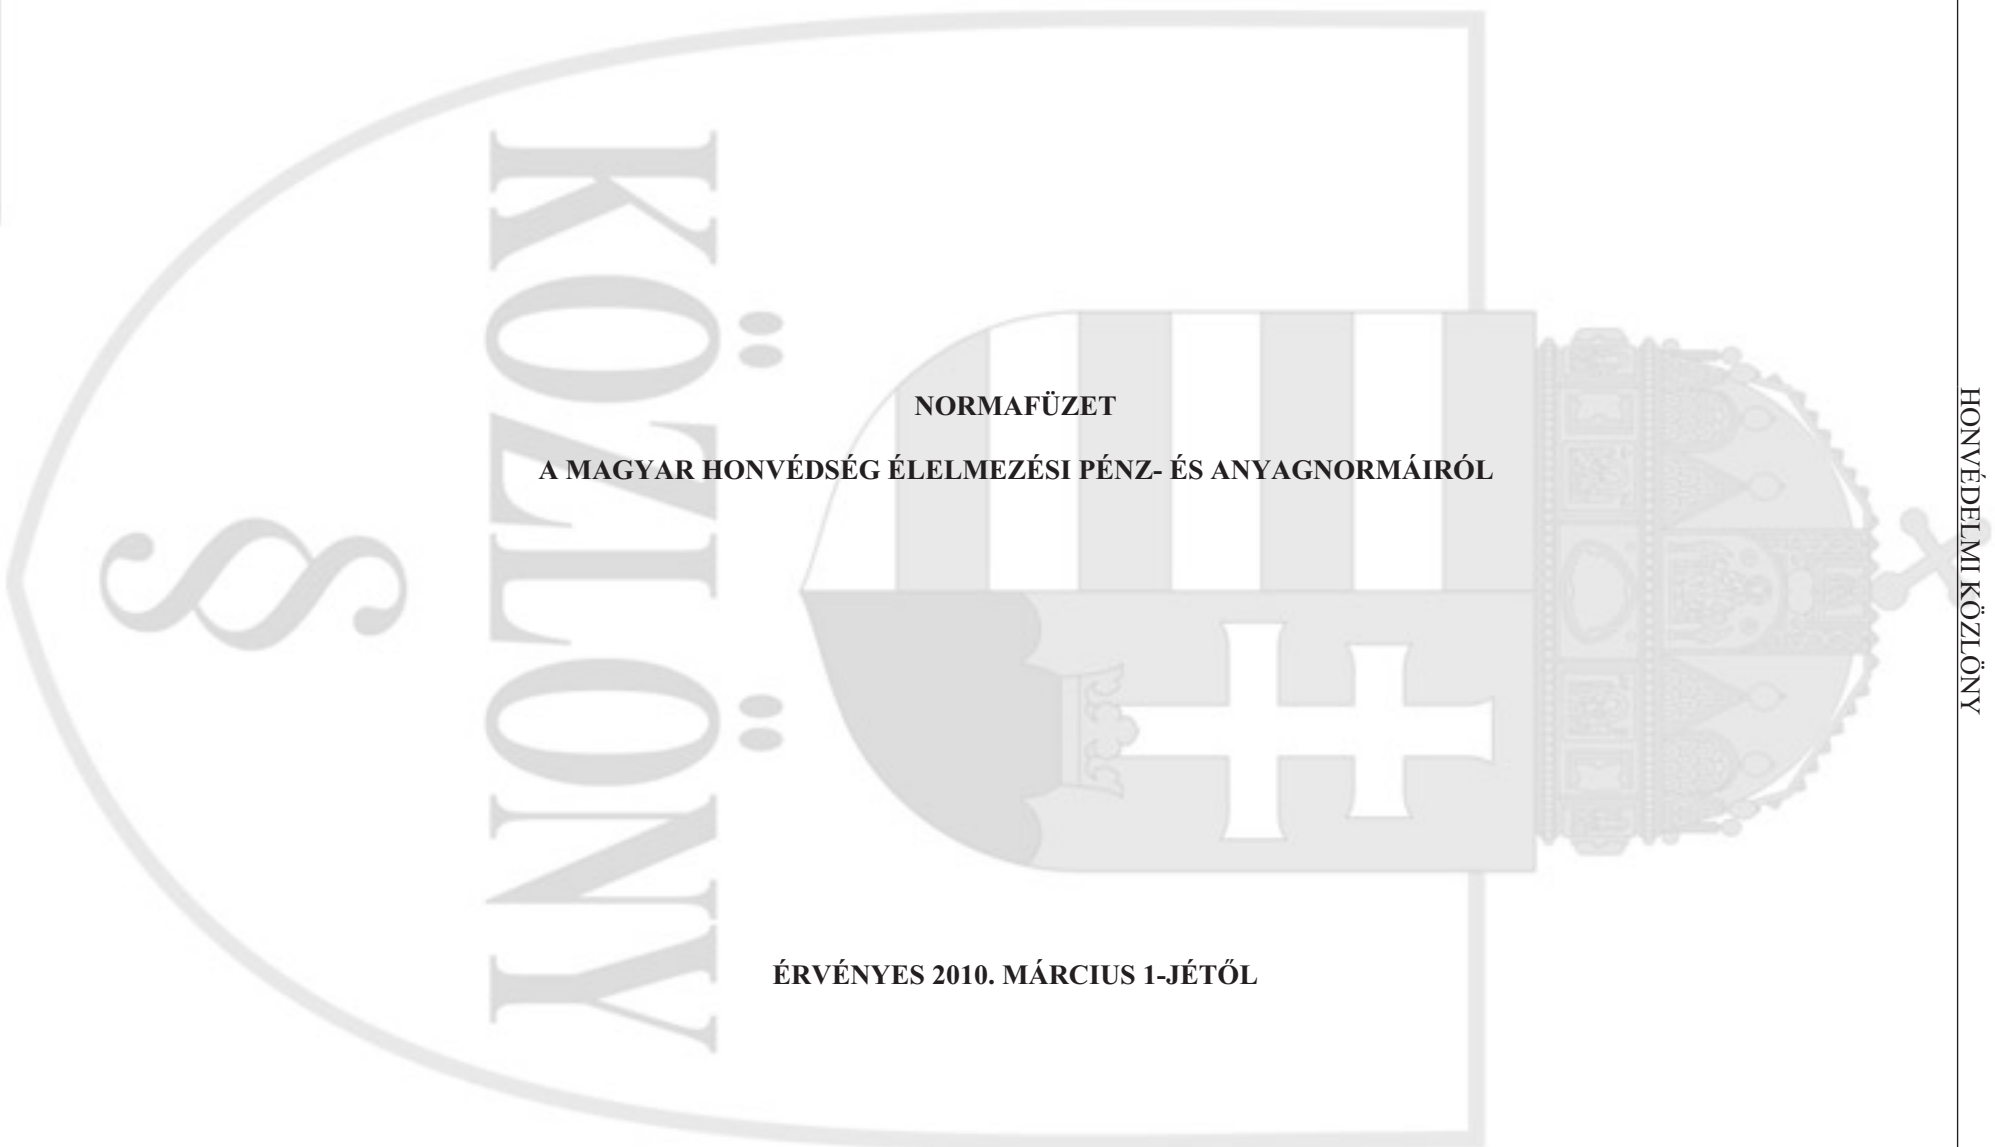 HONVÉDELMI KÖZLÖNY
NORMAFÜZET
A MAGYAR HONVÉDSÉG ÉLELMEZÉSI PÉNZ- ÉS ANYAGNORMÁIRÓL
ÉRVÉNYES 2010. MÁRCIUS 1-JÉTŐL
§
KÖZLÖNY